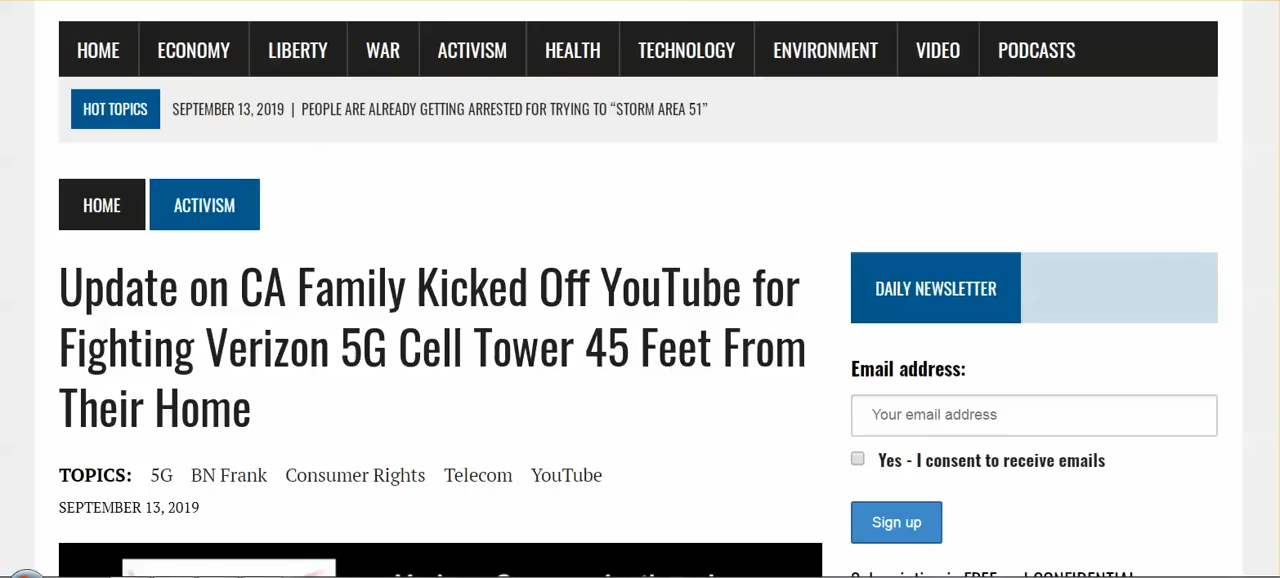 HOME ECONOMY LIBERTY WAR ACTIVISM HEALTH TECHNOLOGY ENVIRONMENT VIDEO PODCASTS
HOT TOPICS SEPTEMBER 13, 2019 | PEOPLE ARE ALREADY GETTING ARRESTED FOR TRYING TO “STORM AREA 51”
HOME ACTIVISM
Update on CA Family Kicked Off YouTube for
Fighting Verizon 5G Cell Tower 45 Feet From
Their Home
TOPICS: 5G BN Frank Consumer Rights Telecom YouTube
SEPTEMBER 13, 2019
DAILY NEWSLETTER
Email address:
Your email address
Yes - I consent to receive emails
Sign up